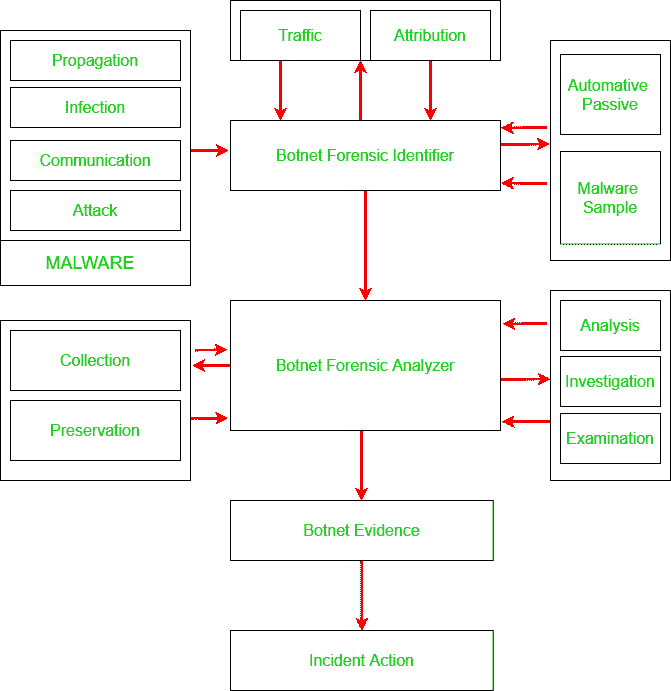 Traffic
Attribution
Propagation
Infection
Communication
Attack
MALWARE
Botnet Forensic Identifier
Automative
Passive
Malware
Sample
Collection
Preservation
Botnet Forensic Analyzer
Analysis
Investigation
Examination
Botnet Evidence
Incident Action